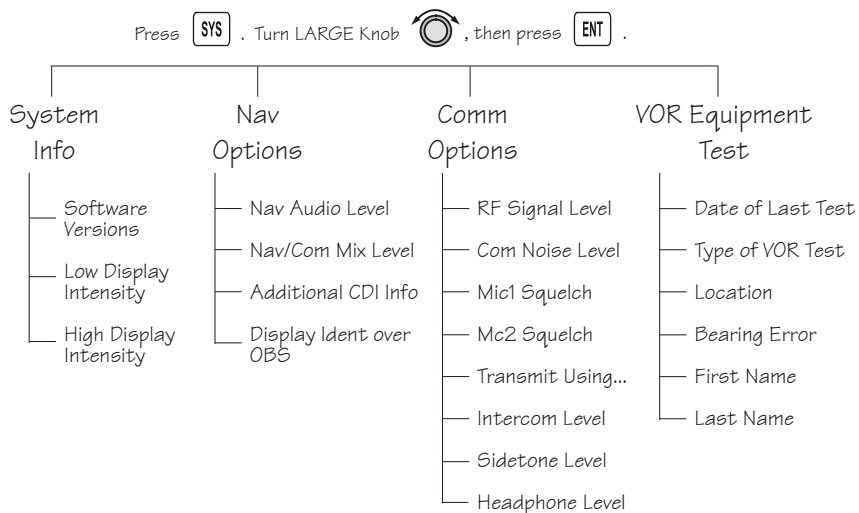 Press SYS . Turn LARGE Knob , then press ENT .
System
Info
Software
Versions
Low Display
Intensity
High Display
Intensity
Nav
Options
Nav Audio Level
Nav/Com Mix Level
Additional CDI Info
Display Ident over
OBS
Comm
Options
RF Signal Level
Com Noise Level
Mic1 Squelch
Mc2 Squelch
Transmit Using...
Intercom Level
Sidetone Level
Headphone Level
VOR Equipment
Test
Date of Last Test
Type of VOR Test
Location
Bearing Error
First Name
Last Name